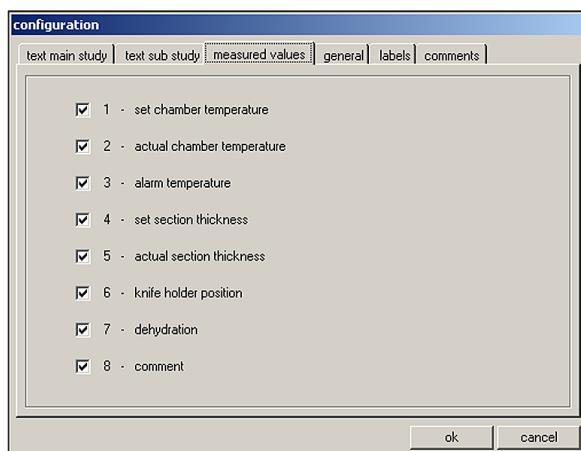 configuration
text main study text sub study measured values general labels comments
1 - set chamber temperature
2 - actual chamber temperature
3 - alarm temperature
4 - set section thickness
5 - actual section thickness
6 - knife holder position
7 - dehydration
8 - comment
ok cancel